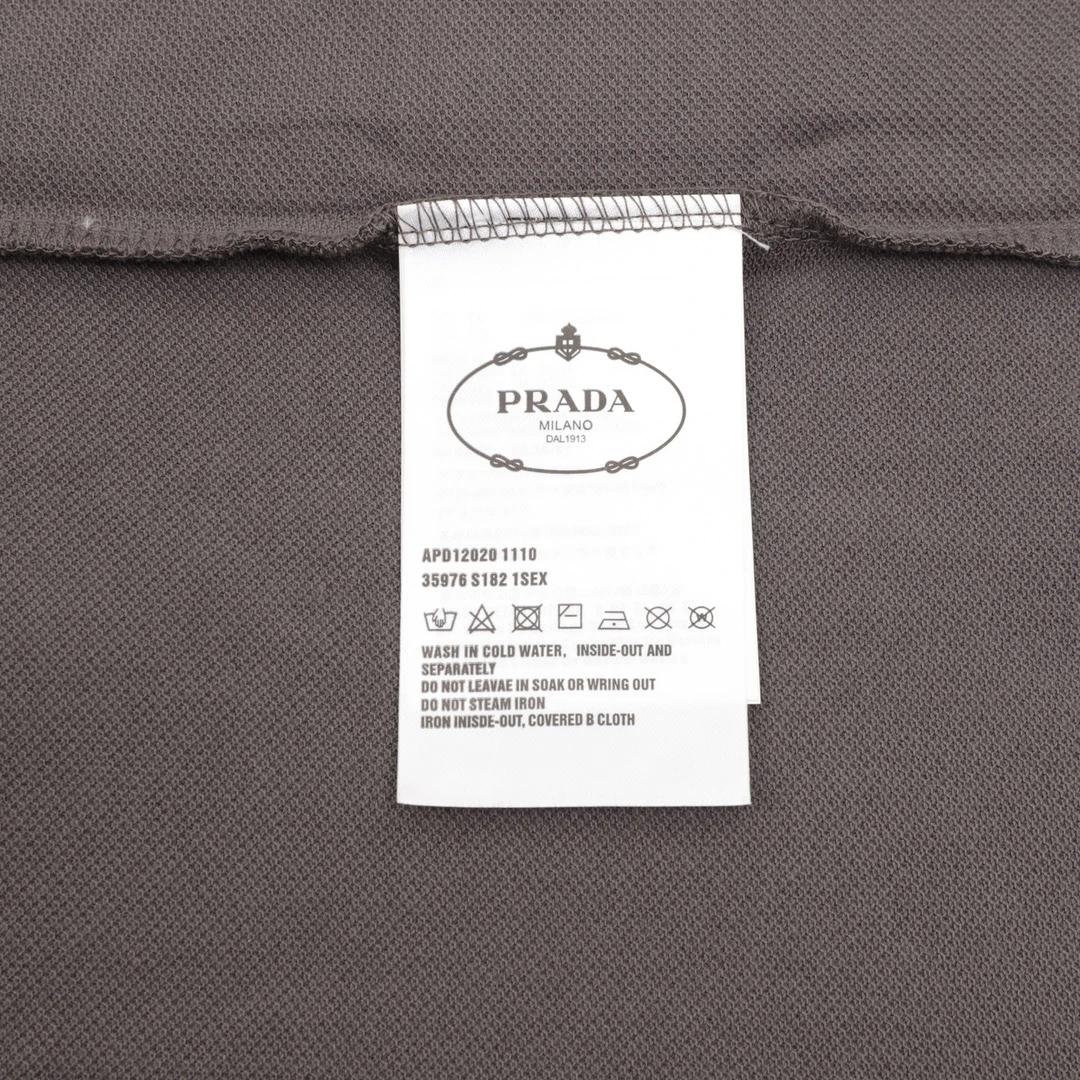 PRADA
MILANO
DAL1913
APD12020 1110
35976 S182 1SEX
WASH IN COLD WATER, INSIDE-OUT AND
SEPARATELY
DO NOT LEAVAE IN SOAK OR WRING OUT
DO NOT STEAM IRON
IRON INISDE-OUT, COVERED B CLOTH